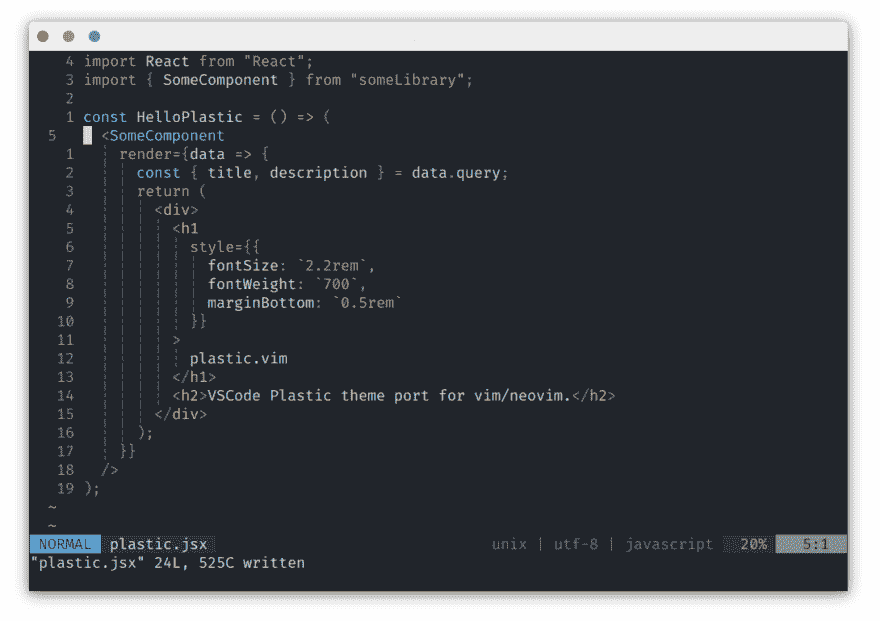 4 import React from "React";
3 import { SomeComponent } from "someLibrary";
2
1 const HelloPlastic = () => (
5 <SomeComponent
1 render={data => {
2 const { title, description } = data.query;
3 return (
4 <div>
5 <h1
6 style={{
7 fontSize: `2.2rem`,
8 fontWeight: `700`,
9 marginBottom: `0.5rem`
10 }}
11 >
12 plastic.vim
13 </h1>
14 <h2>VSCode Plastic theme port for vim/neovim.</h2>
15 </div>
16 );
17 }}
18 />
19 );
~
~
NORMAL plastic.jsx unix | utf-8 | javascript 20% 5:1
"plastic.jsx" 24L, 525C written